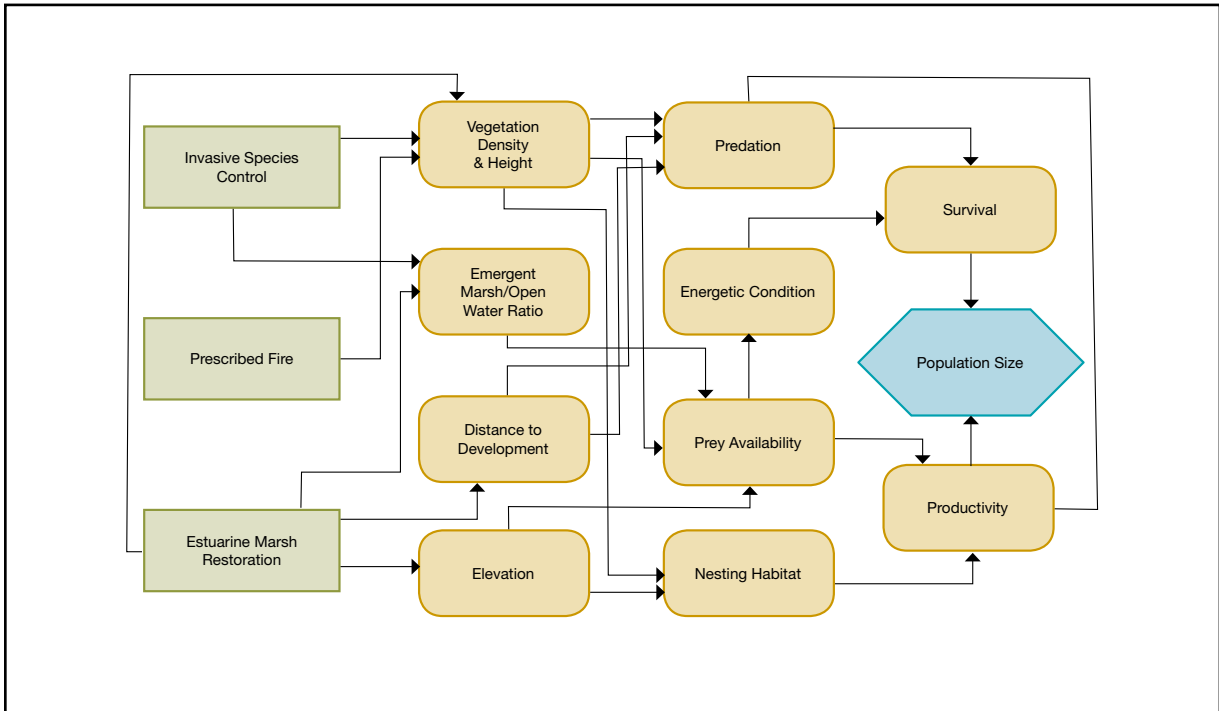 Invasive Species
Control
Prescribed Fire
Estuarine Marsh
Restoration
Vegetation
Density
& Height
Emergent
Marsh/Open
Water Ratio
Distance to
Development
Elevation
Predation
Energetic Condition
Prey Availability
Nesting Habitat
Survival
Population Size
Productivity